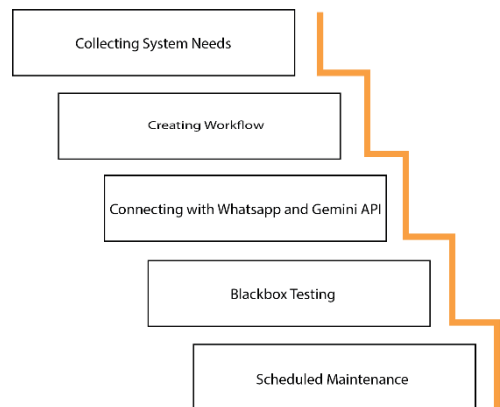 Collecting System Needs
Creating Workflow
Connecting with Whatsapp and Gemini API
Blackbox Testing
Scheduled Maintenance